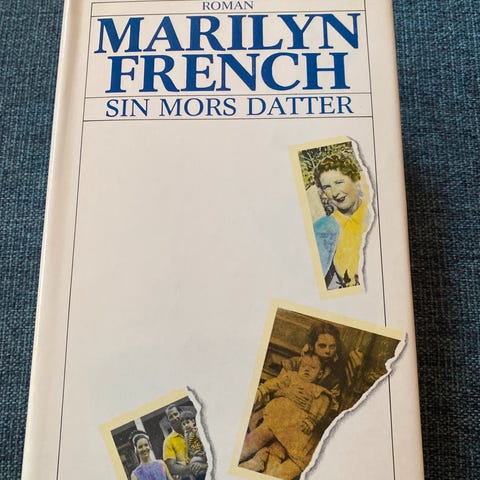 ROMAN
MARILYN
FRENCH
SIN MORS DATTER